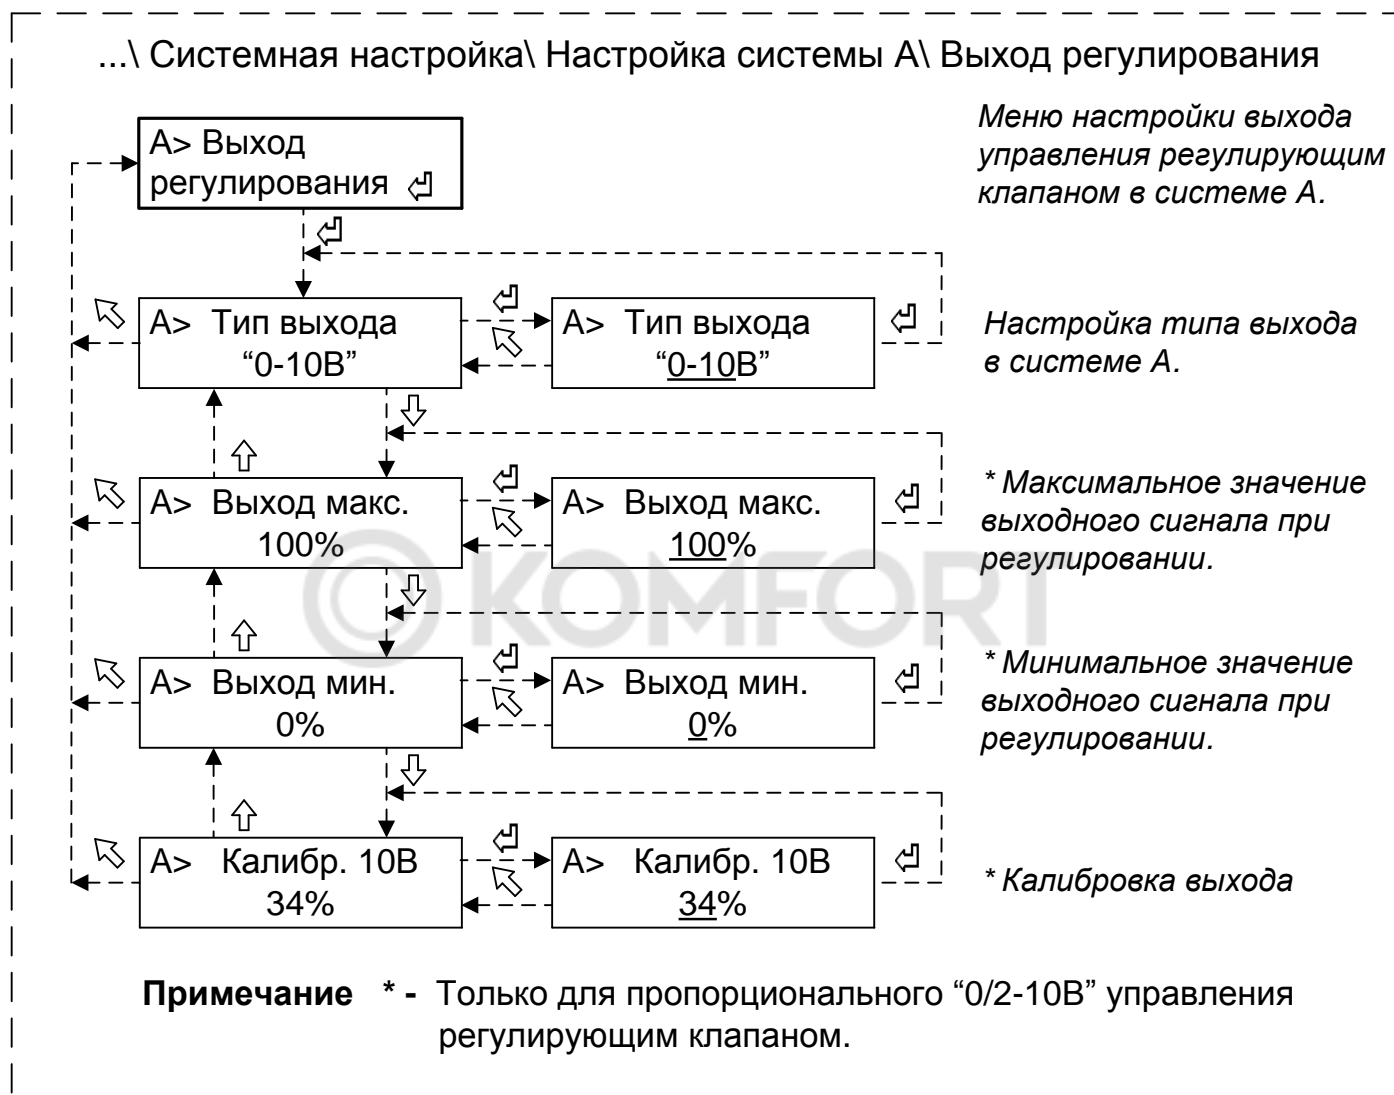 ...\ Системная настройка\ Настройка системы А\ Выход регулирования
А> Выход
регулирования
Меню настройки выхода
управления регулирующим
клапаном в системе А.
А> Тип выхода
“0-10В”
А> Тип выхода
“0-10В”
Настройка типа выхода
в системе А.
А> Выход макс.
100%
А> Выход макс.
100%
* Максимальное значение
выходного сигнала при
регулировании.
KOMFORT
А> Выход мин.
0%
А> Выход мин.
0%
* Минимальное значение
выходного сигнала при
регулировании.
А> Калибр. 10В
34%
А> Калибр. 10В
34%
* Калибровка выхода
Примечание * - Только для пропорционального “0/2-10В” управления
регулирующим клапаном.